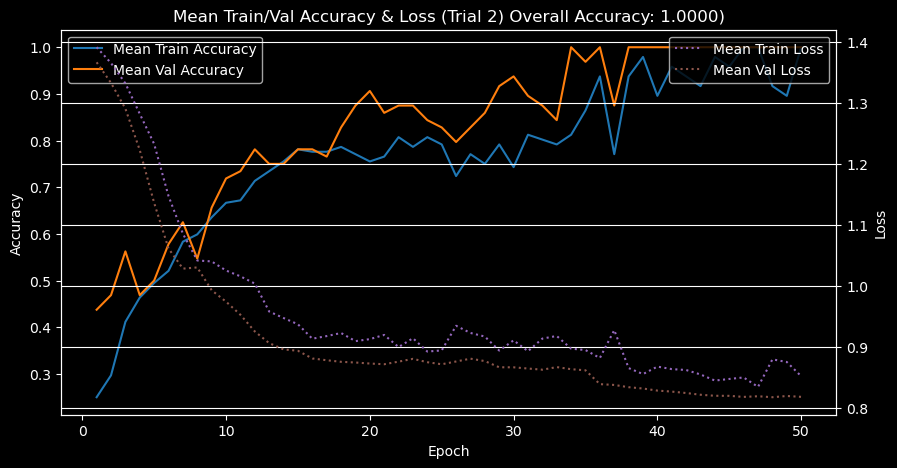 Mean Train/Val Accuracy & Loss (Trial 2) Overall Accuracy: 1.0000)
Mean Train Accuracy
Mean Val Accuracy
Mean Train Loss
Mean Val Loss
Accuracy
1.0
0.9
0.8
0.7
0.6
0.5
0.4
0.3
1.4
1.3
1.2
1.1
1.0
0.9
0.8
Loss
0 10 20 30 40 50
Epoch